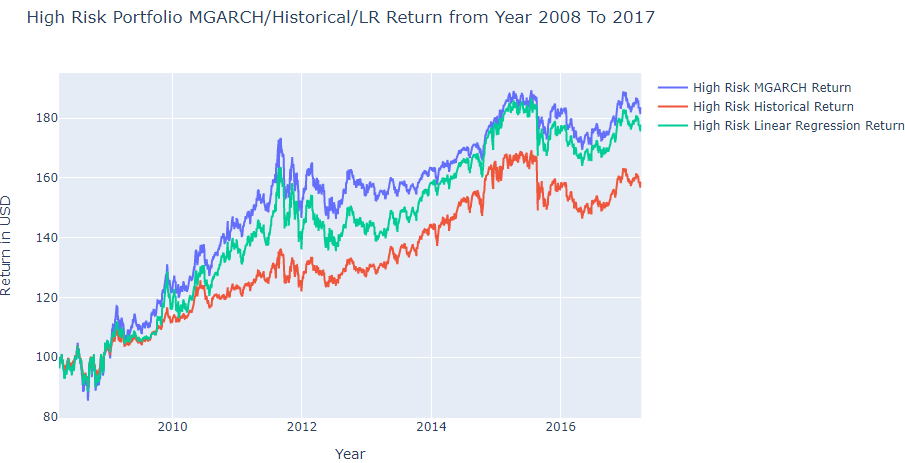 High Risk Portfolio MGARCH/Historical/LR Return from Year 2008 To 2017
High Risk MGARCH Return
High Risk Historical Return
High Risk Linear Regression Return
180
160
140
120
100
80
Return in USD
2010 2012 2014 2016
Year